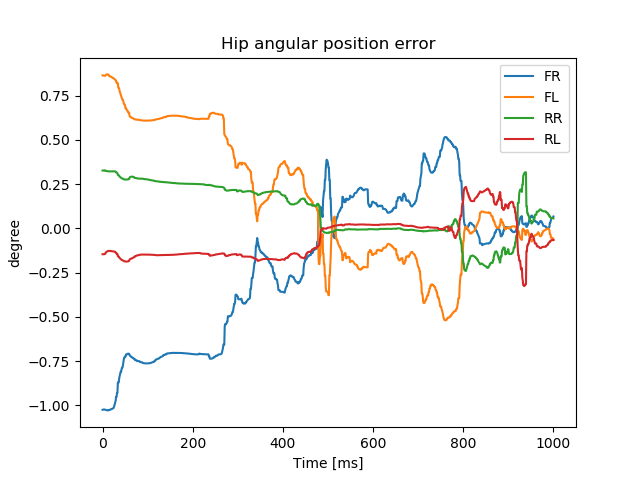 Hip angular position error
FR
FL
RR
RL
degree
0.75
0.50
0.25
0.00
−0.25
−0.50
−0.75
−1.00
0 200 400 600 800 1000
Time [ms]